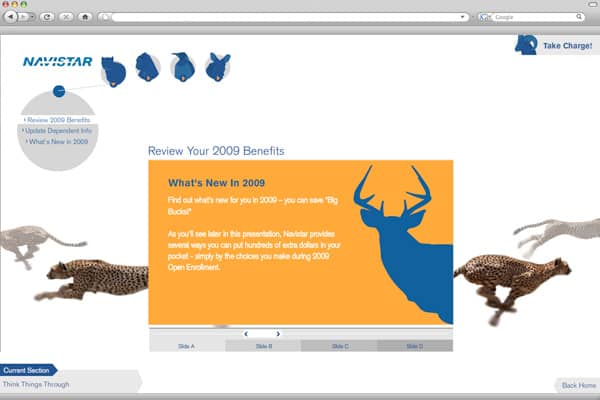 Google
Take Charge!
NAVISTAR
Review 2009 Benefits
Update Dependent Info
What's New in 2009
Review Your 2009 Benefits
What's New In 2009
Find out what's new for you in 2009 – you can save "Big
Bucks!"
As you'll see later in this presentation, Navistar provides
several ways you can put hundreds of extra dollars in your
pocket - simply by the choices you make during 2009
Open Enrollment.
Slide A
Slide B
Slide C
Slide D
Current Section
Think Things Through
Back Home